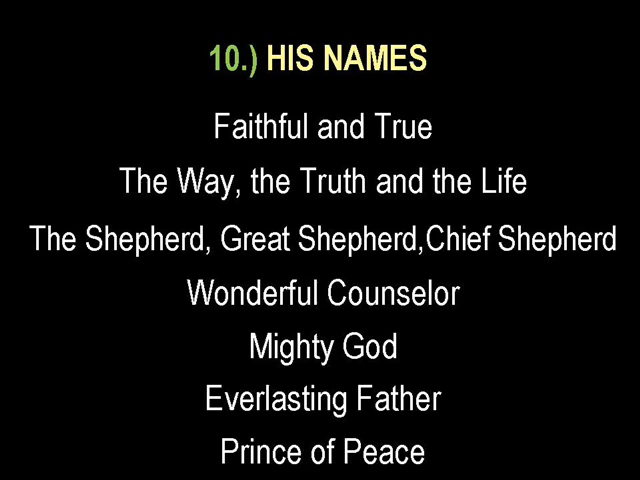 10.) HIS NAMES
Faithful and True
The Way, the Truth and the Life
The Shepherd, Great Shepherd,Chief Shepherd
Wonderful Counselor
Mighty God
Everlasting Father
Prince of Peace